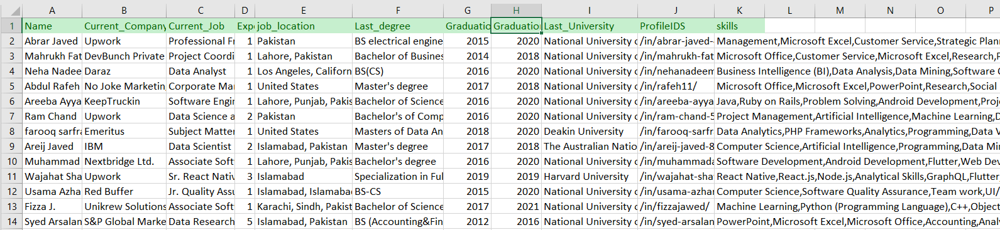 A B C D E F G H I J K L M N O P
1 Name Current_Company Current_Job Exp job_location Last_degree Graduatio Graduation Last_University ProfileIDS skills
2 Abrar Javed Upwork Professional Fr 1 Pakistan BS electrical engine 2015 2020 National University o /in/abrar-javed- Management,Microsoft Excel,Customer Service,Strategic Plan
3 Mahrukh Fat DevBunch Private Project Coordi 1 Lahore, Pakistan Bachelor of Busines 2014 2018 National University o /in/mahrukh-fat Microsoft Office,Customer Service,Microsoft Excel,Research,P
4 Neha Nadee Daraz Data Analyst 1 Los Angeles, Californ BS(CS) 2016 2020 National University o /in/nehanadeem Business Intelligence (BI),Data Analysis,Data Mining,Software
5 Abdul Rafeh No Joke Marketin Corporate Mar 1 United States Master's degree 2017 2018 National University o /in/rafeh11/ Microsoft Office,Microsoft Excel,PowerPoint,Research,Social
6 Areeba Ayya KeepTruckin Software Engir 1 Lahore, Punjab, Pakis Bachelor of Science 2016 2020 National University o /in/areeba-ayya Java,Ruby on Rails,Problem Solving,Android Development,Proj
7 Ram Chand Upwork Data Science a 2 Pakistan Bachelor's of Comp 2016 2020 National University o /in/ram-chand-5 Project Management,Artificial Intelligence,Machine Learning,D
8 farooq sarfra Emeritus Subject Matter 1 United States Masters of Data An 2018 2020 Deakin University /in/farooq-sarfr Data Analytics,PHP Frameworks,Analytics,Programming,Data V
9 Areij Javed IBM Data Scientist 2 Islamabad, Pakistan Master's degree 2017 2018 The Australian Natio /in/areij-javed-8 Computer Science,Artificial Intelligence,Programming,Data Mi
10 Muhammad Nextbridge Ltd. Associate Soft 1 Lahore, Punjab, Pakis Bachelor's degree 2016 2020 National University o /in/muhammada Software Development,Android Development,Flutter,Web Dev
11 Wajahat Sha Upwork Sr. React Nativ 3 Islamabad Specialization in Ful 2019 2019 Harvard University /in/wajahat-sha React Native,React.js,Node.js,Analytical Skills,GraphQL,Flutter
12 Usama Azha Red Buffer Jr. Quality Assu 1 Islamabad, Islamaba BS-CS 2015 2020 National University o /in/usama-azhar Computer Science,Software Quality Assurance,Team work,UI/
13 Fizza J. Unikrew Solutions Associate Soft 1 Karachi, Sindh, Pakist Bachelor of Science 2017 2021 National University o /in/fizzajawed/ Machine Learning,Python (Programming Language),C++,Object
14 Syed Arsalan S&P Global Marke Data Research 5 Islamabad, Pakistan BS (Accounting&Fin 2012 2016 National University o /in/syed-arsalan PowerPoint,Microsoft Excel,Microsoft Office,Accounting,Anal